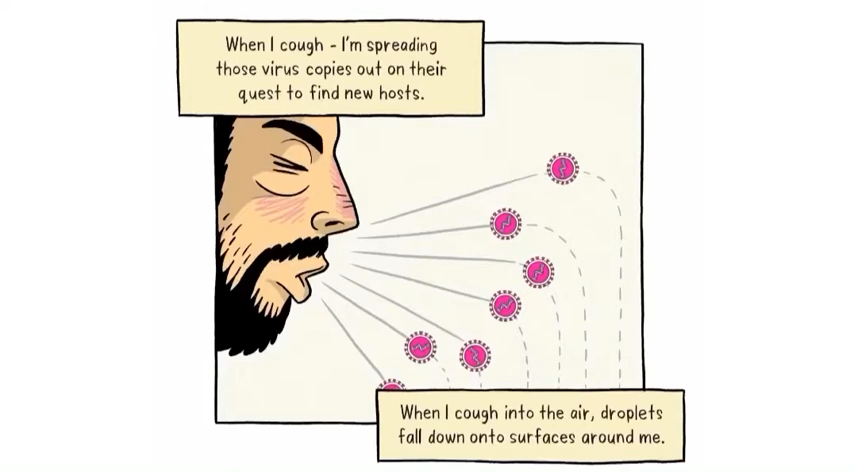 When I cough - I'm spreading
those virus copies out on their
quest to find new hosts.
When I cough into the air, droplets
fall down onto surfaces around me.